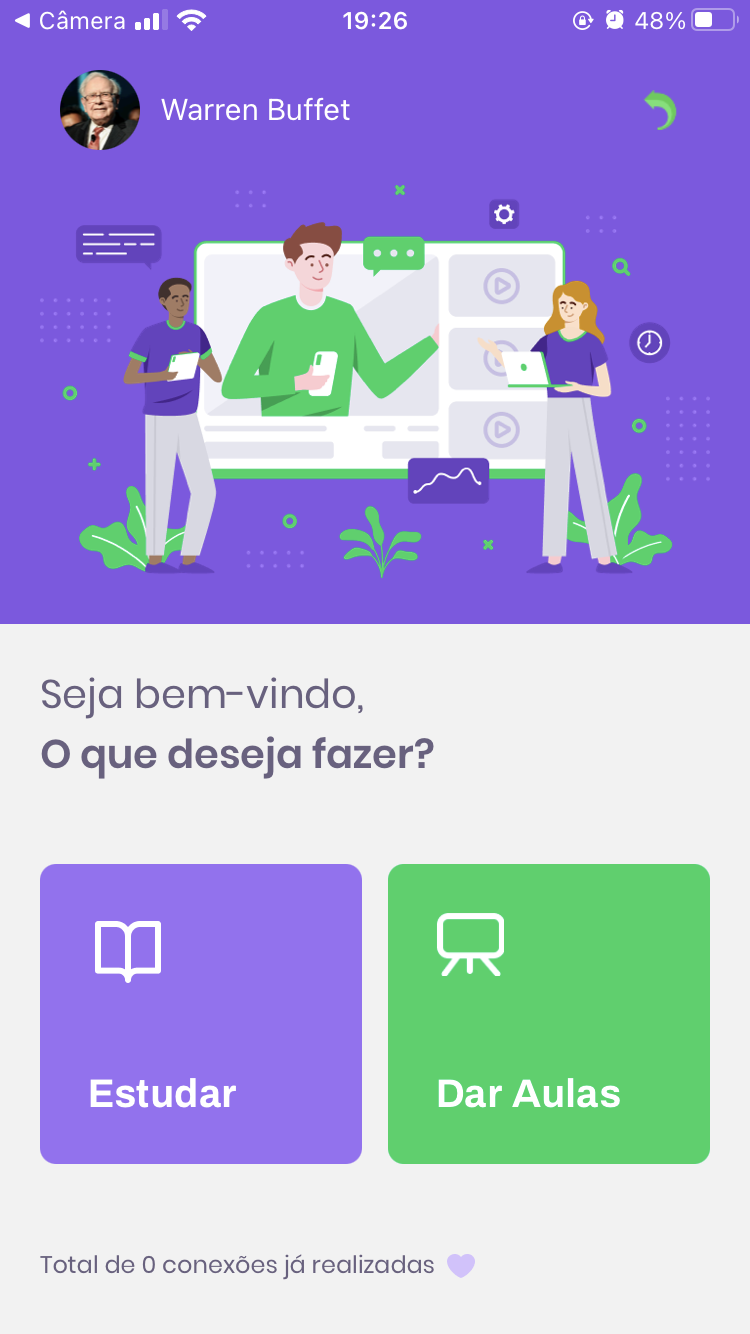 Câmera
19:26
48%
Warren Buffet
Seja bem-vindo,
O que deseja fazer?
Estudar
Dar Aulas
Total de 0 conexões já realizadas